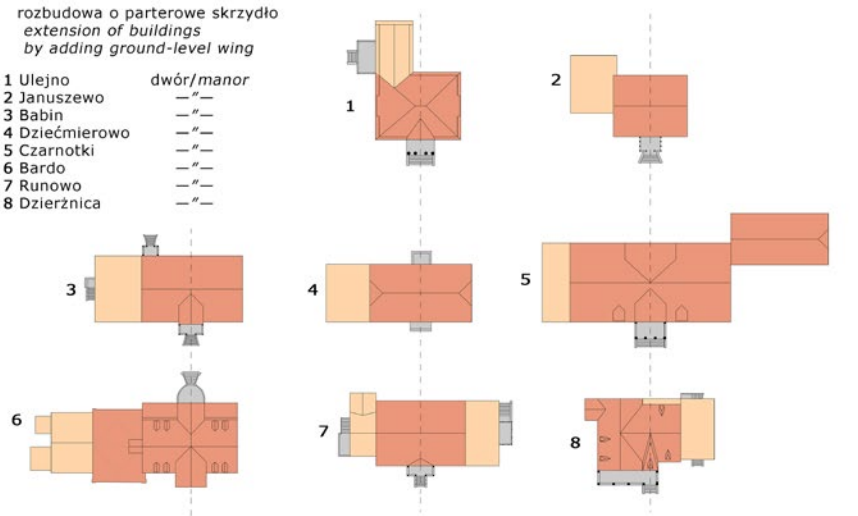 rozbudowa o parterowe skrzydło
extension of buildings
by adding ground-level wing
1 Ulejno dwór/manor
2 Januszewo —″—
3 Babin —″—
4 Dziećmierowo —″—
5 Czarnotki —″—
6 Bardo —″—
7 Runowo —″—
8 Dzierżnica —″—
1
2
3
4
5
6
7
8